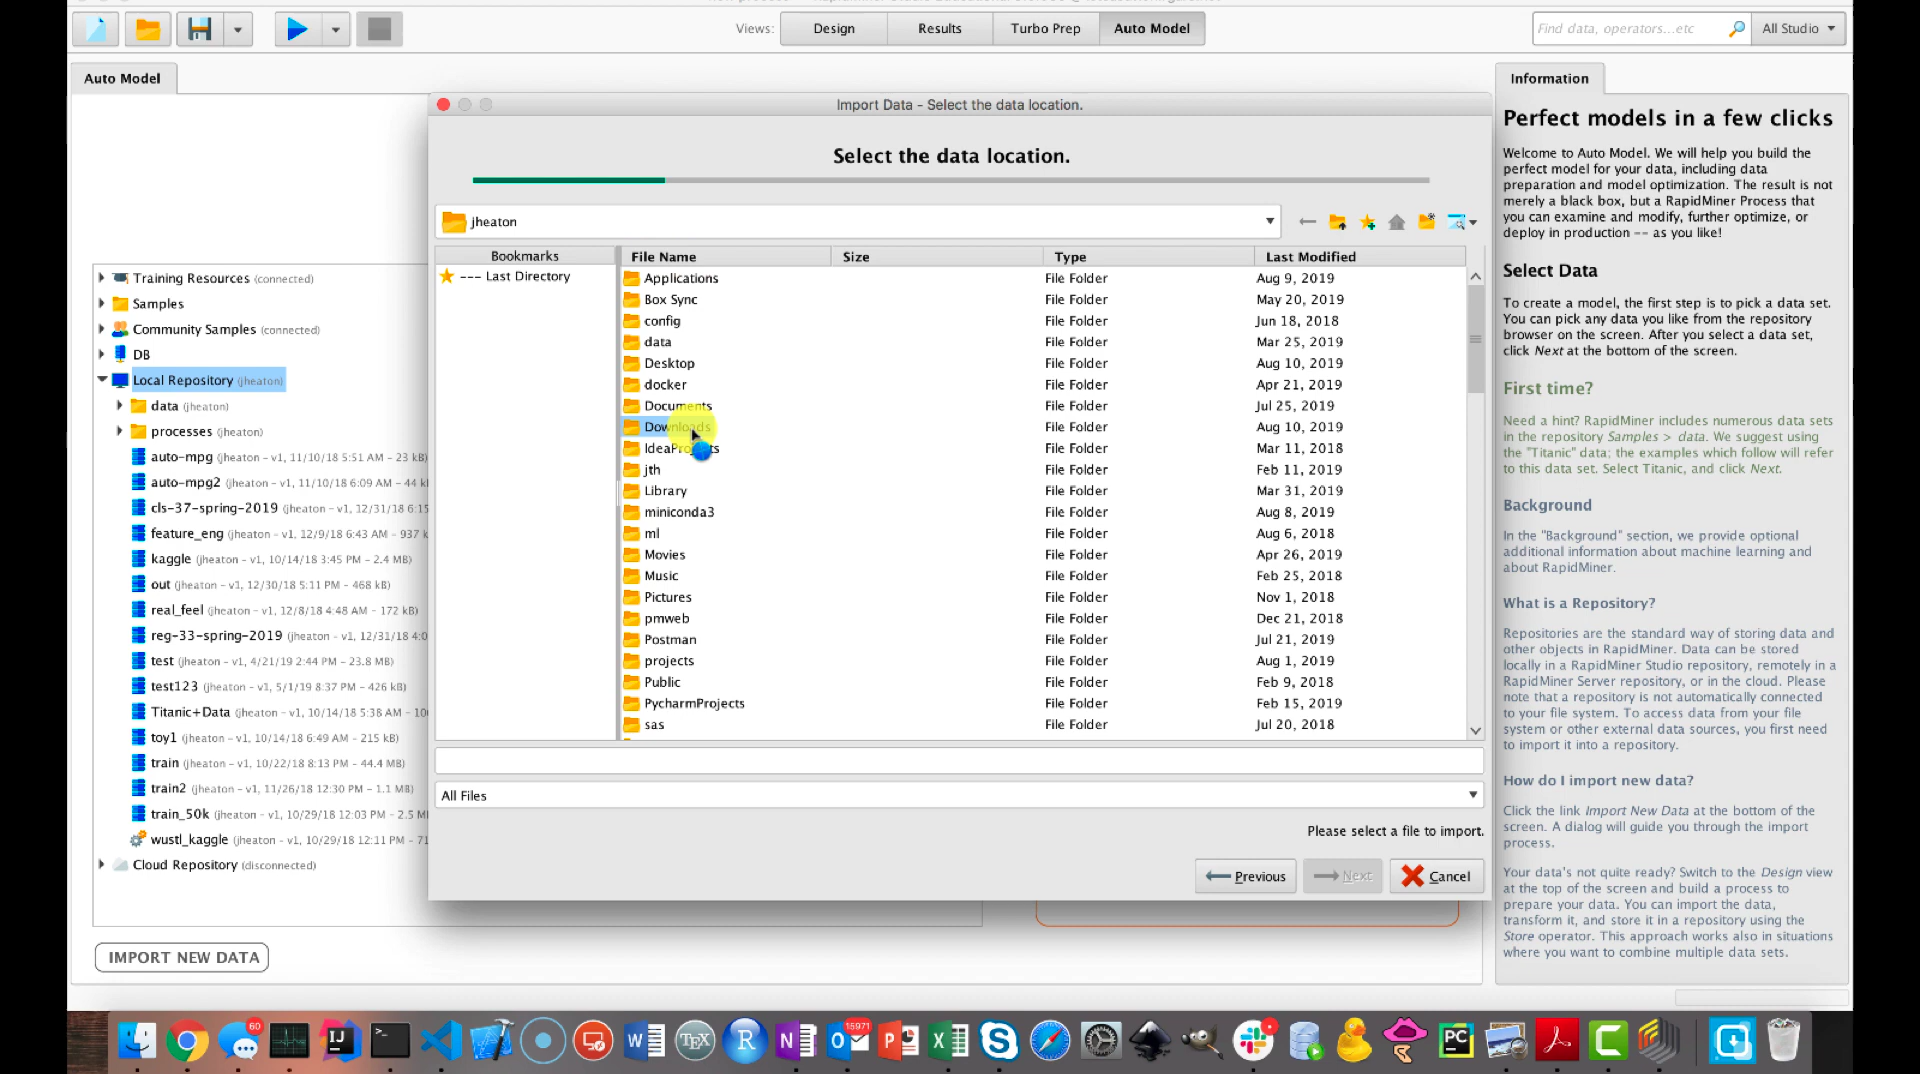 Views:
Design
Results
Turbo Prep
Auto Model
Find data, operators...etc
All Studio
Auto Model
Information
Import Data - Select the data location.
Select the data location.
jheaton
Bookmarks
--- Last Directory
File Name Size Type Last Modified
Applications File Folder Aug 9, 2019
Box Sync File Folder May 20, 2019
config File Folder Jun 18, 2018
data File Folder Mar 25, 2019
Desktop File Folder Aug 10, 2019
docker File Folder Apr 21, 2019
Documents File Folder Jul 25, 2019
Downloads File Folder Aug 10, 2019
IdeaProjects File Folder Mar 11, 2018
jth File Folder Feb 11, 2019
Library File Folder Mar 31, 2019
miniconda3 File Folder Aug 8, 2019
ml File Folder Aug 6, 2018
Movies File Folder Apr 26, 2019
Music File Folder Feb 25, 2018
Pictures File Folder Nov 1, 2018
pmweb File Folder Dec 21, 2018
Postman File Folder Jul 21, 2019
projects File Folder Aug 1, 2019
Public File Folder Feb 9, 2018
PycharmProjects File Folder Feb 15, 2019
sas File Folder Jul 20, 2018
All Files
Please select a file to import.
Previous
Next
Cancel
Training Resources (connected)
Samples
Community Samples (connected)
DB
Local Repository (jheaton)
data (jheaton)
processes (jheaton)
auto-mpg (jheaton - v1, 11/10/18 5:51 AM - 23 kB)
auto-mpg2 (jheaton - v1, 11/10/18 6:09 AM - 44 k
cls-37-spring-2019 (jheaton - v1, 12/31/18 6:15
feature_eng (jheaton - v1, 12/9/18 6:43 AM - 937 k
kaggle (jheaton - v1, 10/14/18 3:45 PM - 2.4 MB)
out (jheaton - v1, 12/30/18 5:11 PM - 468 kB)
real_feel (jheaton - v1, 12/8/18 4:48 AM - 172 kB)
reg-33-spring-2019 (jheaton - v1, 12/31/18 4:0
test (jheaton - v1, 4/21/19 2:44 PM - 23.8 MB)
test123 (jheaton - v1, 5/1/19 8:37 PM - 426 kB)
Titanic+Data (jheaton - v1, 10/14/18 5:38 AM - 10
toy1 (jheaton - v1, 10/14/18 6:49 AM - 215 kB)
train (jheaton - v1, 10/22/18 8:13 PM - 44.4 MB)
train2 (jheaton - v1, 11/26/18 12:30 PM - 1.1 MB)
train_50k (jheaton - v1, 10/29/18 12:03 PM - 2.5 M
wustl_kaggle (jheaton - v1, 10/29/18 12:11 PM - 71
Cloud Repository (disconnected)
IMPORT NEW DATA
Perfect models in a few clicks
Welcome to Auto Model. We will help you build the
perfect model for your data, including data
preparation and model optimization. The result is not
merely a black box, but a RapidMiner Process that
you can examine and modify, further optimize, or
deploy in production -- as you like!
Select Data
To create a model, the first step is to pick a data set.
You can pick any data you like from the repository
browser on the screen. After you select a data set,
click Next at the bottom of the screen.
First time?
Need a hint? RapidMiner includes numerous data sets
in the repository Samples > data. We suggest using
the "Titanic" data; the examples which follow will refer
to this data set. Select Titanic, and click Next.
Background
In the "Background" section, we provide optional
additional information about machine learning and
about RapidMiner.
What is a Repository?
Repositories are the standard way of storing data and
other objects in RapidMiner. Data can be stored
locally in a RapidMiner Studio repository, remotely in a
RapidMiner Server repository, or in the cloud. Please
note that a repository is not automatically connected
to your file system. To access data from your file
system or other external data sources, you first need
to import it into a repository.
How do I import new data?
Click the link Import New Data at the bottom of the
screen. A dialog will guide you through the import
process.
Your data's not quite ready? Switch to the Design view
at the top of the screen and build a process to
prepare your data. You can import the data,
transform it, and store it in a repository using the
Store operator. This approach works also in situations
where you want to combine multiple data sets.
60
IJ
>_
W
TEX
R
N
15971
O
P
X
S
PC
C